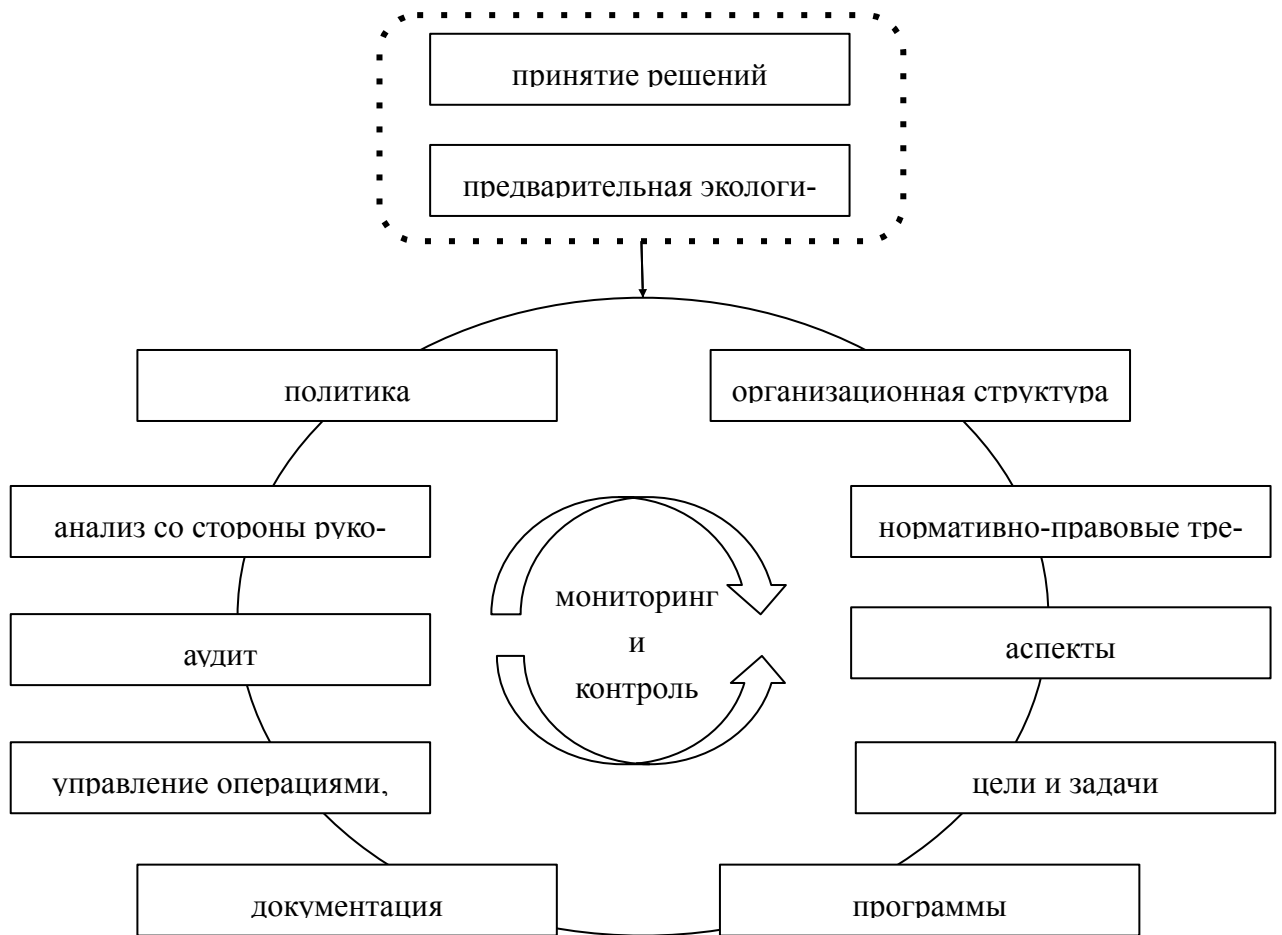 принятие решений
предварительная экологи-
политика
организационная структура
анализ со стороны руко-
нормативно-правовые тре-
мониторинг
и
контроль
аудит
аспекты
управление операциями,
цели и задачи
документация
программы